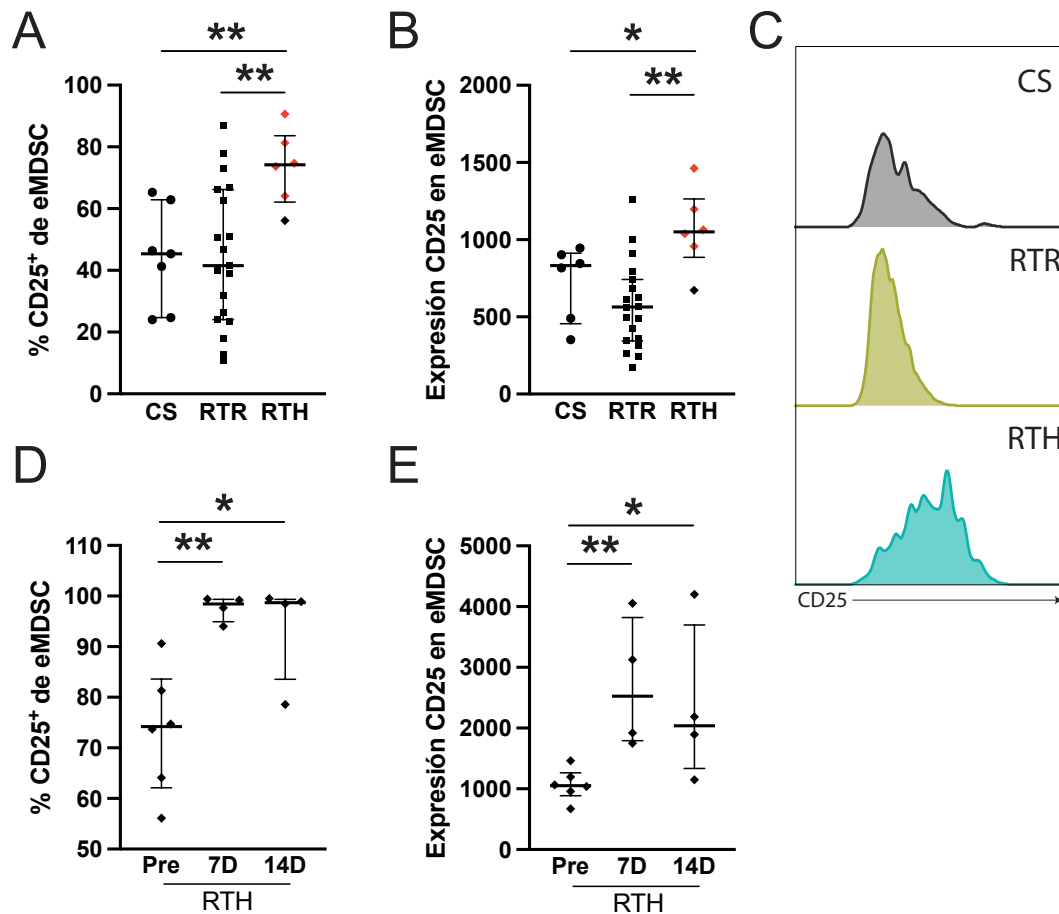 A
**
**
% CD25+ de eMDSC
100
80
60
40
20
0
CS RTR RTH
B
*
**
Expresión CD25 en eMDSC
2000
1500
1000
500
0
CS RTR RTH
C
CS
RTR
RTH
CD25
D
*
**
% CD25+ de eMDSC
110
100
90
80
70
60
50
Pre 7D 14D
RTH
E
*
**
Expresión CD25 en eMDSC
5000
4000
3000
2000
1000
0
Pre 7D 14D
RTH